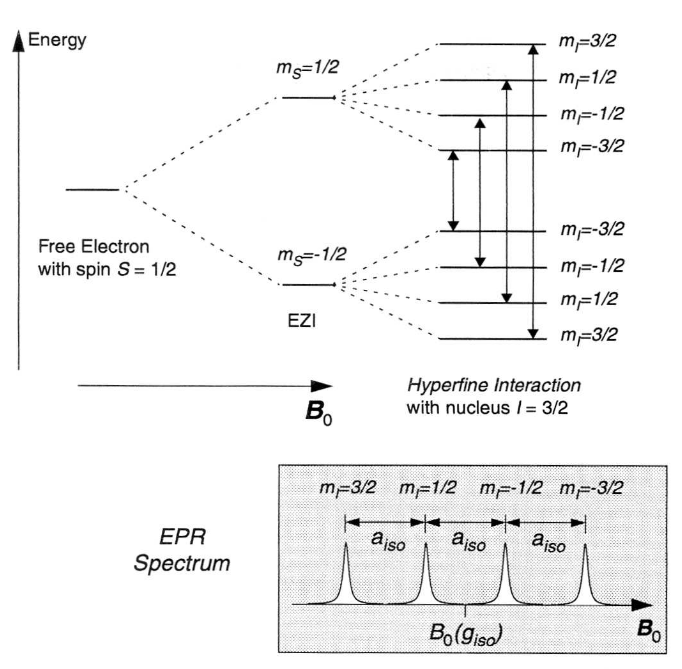 Energy
m_S=1/2
m_I=3/2
m_I=1/2
m_I=-1/2
m_I=-3/2
Free Electron
with spin S = 1/2
m_S=-1/2
EZI
m_I=-3/2
m_I=-1/2
m_I=1/2
m_I=3/2
B_0
Hyperfine Interaction
with nucleus I = 3/2
EPR
Spectrum
m_I=3/2 m_I=1/2 m_I=-1/2 m_I=-3/2
a_iso a_iso a_iso
B_0(g_iso) B_0